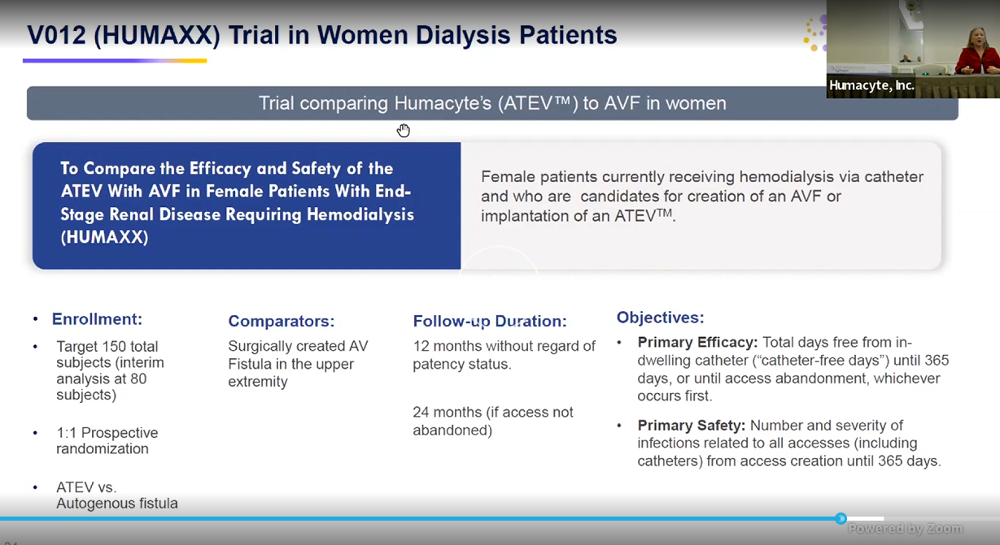 V012 (HUMAXX) Trial in Women Dialysis Patients
Humacyte, Inc.
Trial comparing Humacyte's (ATEV™) to AVF in women
To Compare the Efficacy and Safety of the
ATEV With AVF in Female Patients With End-
Stage Renal Disease Requiring Hemodialysis
(HUMAXX)
Female patients currently receiving hemodialysis via catheter
and who are candidates for creation of an AVF or
implantation of an ATEV™.
• Enrollment:
• Target 150 total
subjects (interim
analysis at 80
subjects)
• 1:1 Prospective
randomization
• ATEV vs.
Autogenous fistula
Comparators:
Surgically created AV
Fistula in the upper
extremity
Follow-up Duration:
12 months without regard of
patency status.
24 months (if access not
abandoned)
Objectives:
• Primary Efficacy: Total days free from in-
dwelling catheter (“catheter-free days”) until 365
days, or until access abandonment, whichever
occurs first.
• Primary Safety: Number and severity of
infections related to all accesses (including
catheters) from access creation until 365 days.
Powered by Zoom